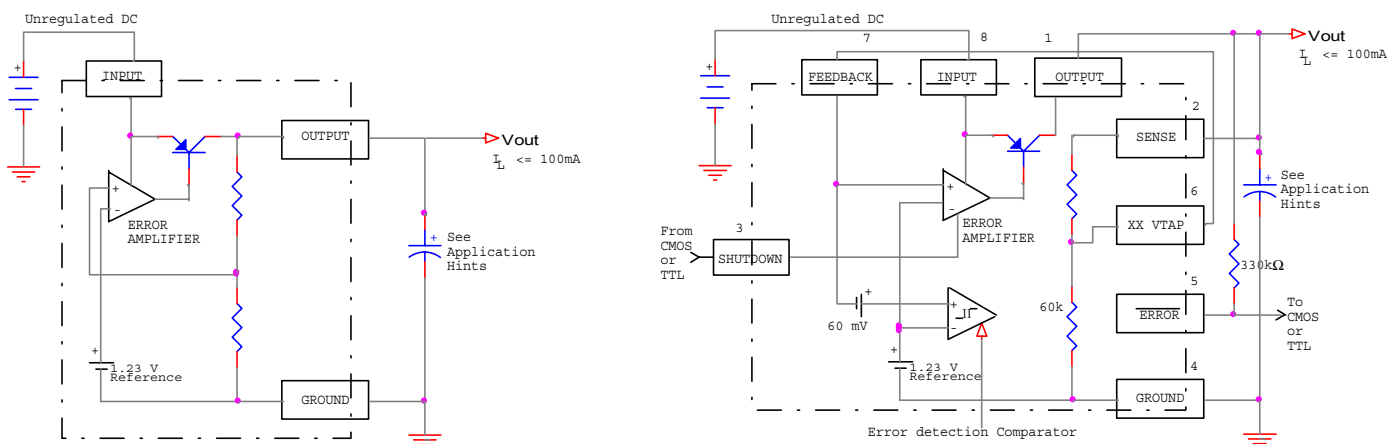 Unregulated DC
+
INPUT
OUTPUT
Vout
I_L <= 100mA
+
-
ERROR
AMPLIFIER
+
See
Application
Hints
+
1.23 V
Reference
GROUND
Unregulated DC
7
8
1
Vout
I_L <= 100mA
+
FEEDBACK
INPUT
OUTPUT
2
SENSE
+
-
ERROR
AMPLIFIER
+
See
Application
Hints
6
XX VTAP
From
CMOS
or
TTL
3
SHUTDOWN
330kΩ
5
ERROR
To
CMOS
or
TTL
+
60 mV
+
-
60k
+
1.23 V
Reference
4
GROUND
Error detection Comparator